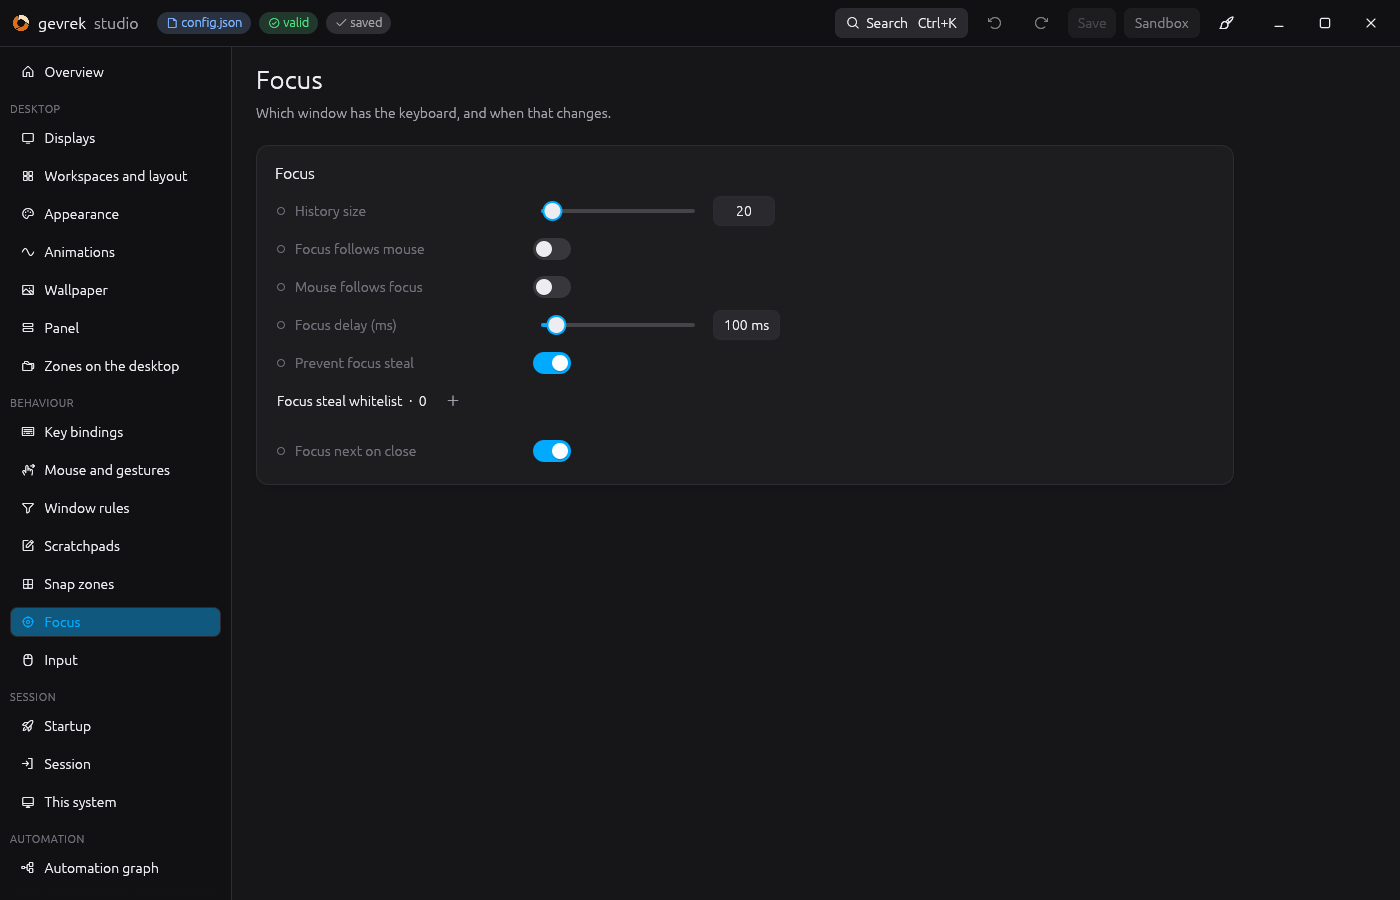 gevrek studio config.json valid saved Search Ctrl+K Save Sandbox
Overview
DESKTOP
Displays
Workspaces and layout
Appearance
Animations
Wallpaper
Panel
Zones on the desktop
BEHAVIOUR
Key bindings
Mouse and gestures
Window rules
Scratchpads
Snap zones
Focus
Input
SESSION
Startup
Session
This system
AUTOMATION
Automation graph
Focus
Which window has the keyboard, and when that changes.
Focus
History size 20
Focus follows mouse
Mouse follows focus
Focus delay (ms) 100 ms
Prevent focus steal
Focus steal whitelist · 0
Focus next on close